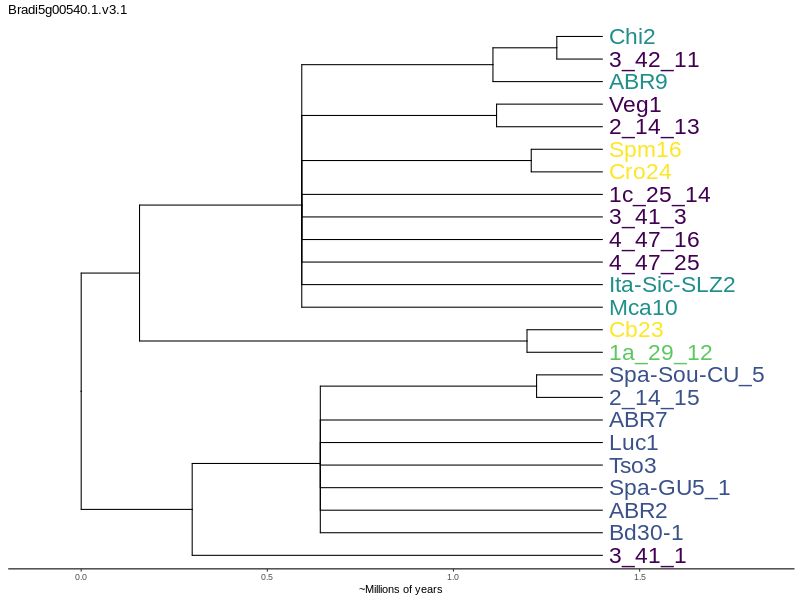 Bradi5g00540.1.v3.1
Chi2
3_42_11
ABR9
Veg1
2_14_13
Spm16
Cro24
1c_25_14
3_41_3
4_47_16
4_47_25
Ita-Sic-SLZ2
Mca10
Cb23
1a_29_12
Spa-Sou-CU_5
2_14_15
ABR7
Luc1
Tso3
Spa-GU5_1
ABR2
Bd30-1
3_41_1
0.0 0.5 1.0 1.5
~Millions of years